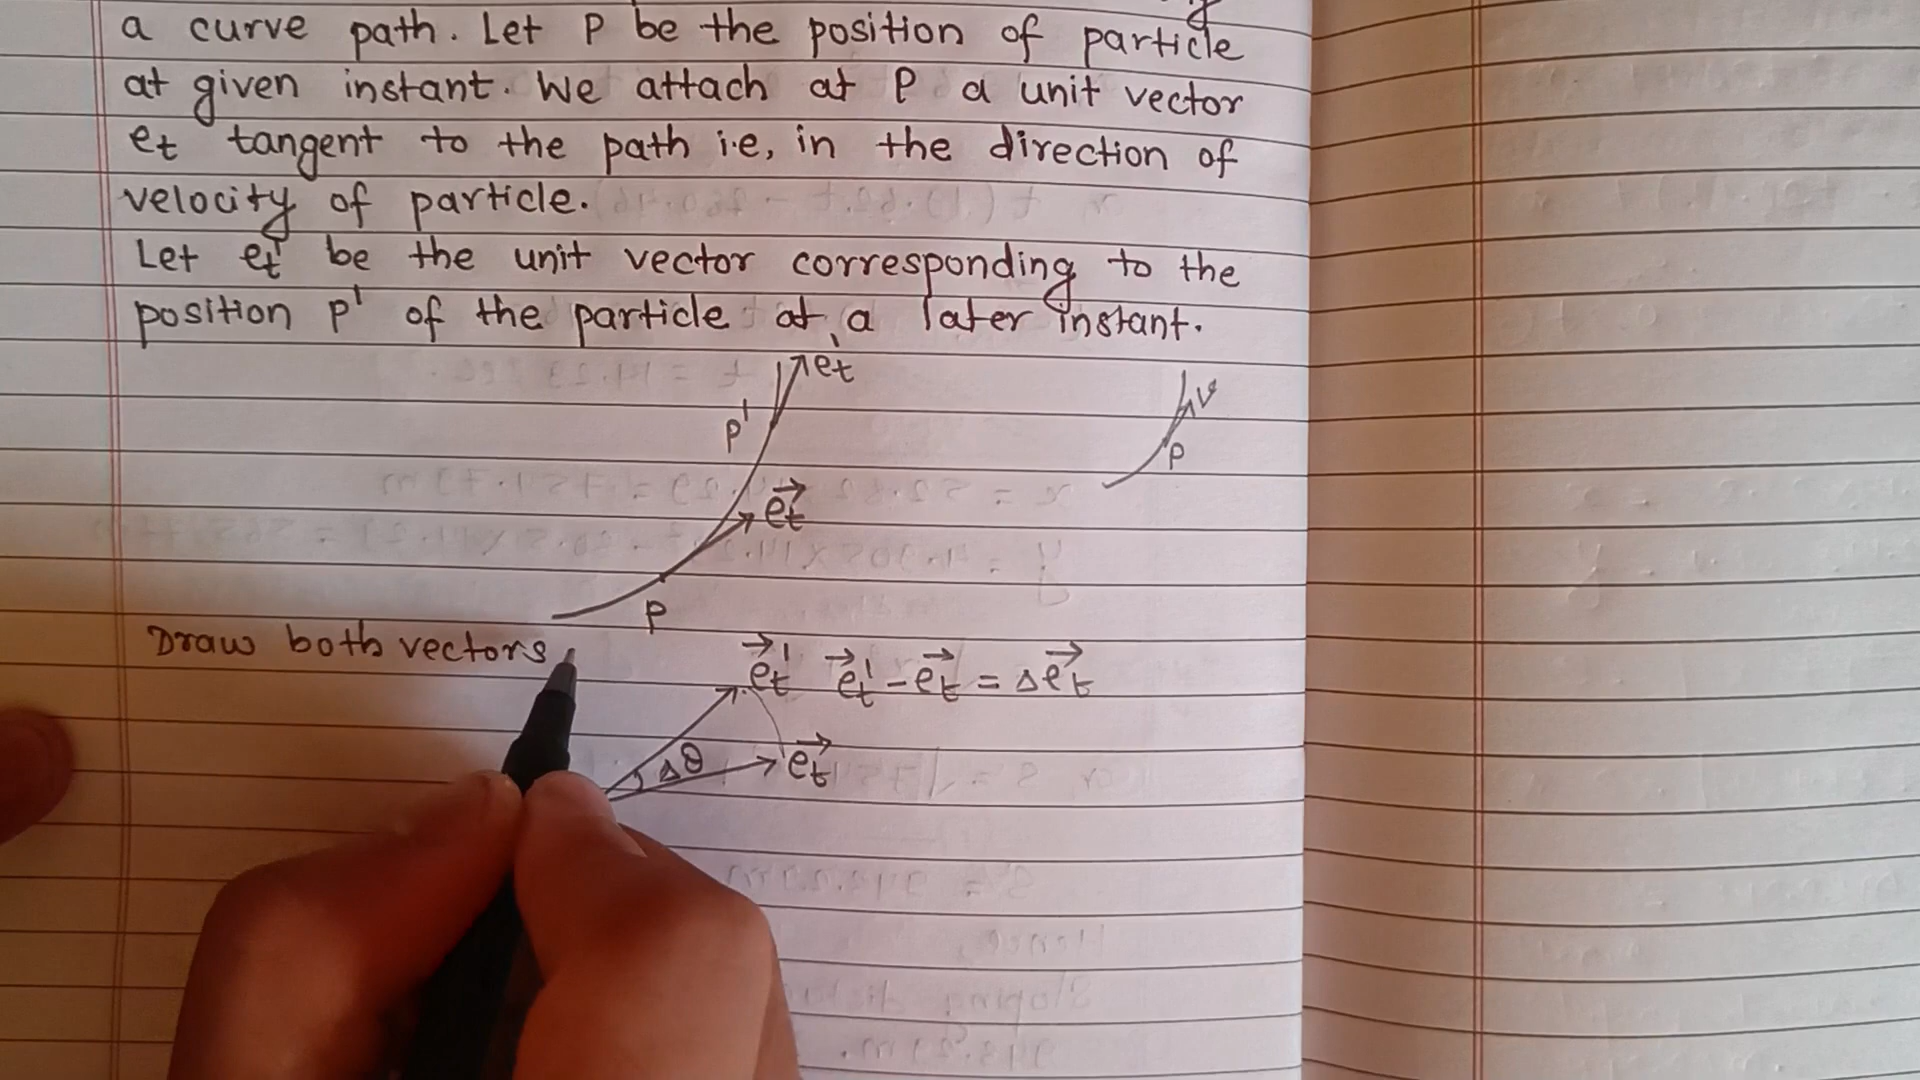 a curve path. Let P be the position of particle
at given instant. We attach at P a unit vector
et tangent to the path i.e, in the direction of
velocity of particle.
Let et' be the unit vector corresponding to the
position P' of the particle at a later instant.
et'
P'
v
P
et
P
Draw both vectors
et' et' - et = Δet
Δθ et